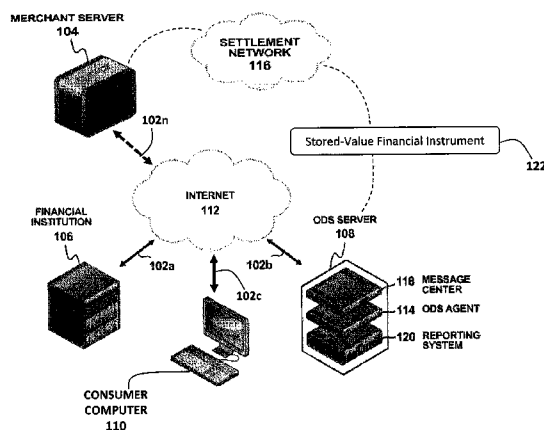 MERCHANT SERVER
104
SETTLEMENT
NETWORK
116
102n
Stored-Value Financial Instrument
122
INTERNET
112
FINANCIAL
INSTITUTION
106
ODS SERVER
108
102a
102b
102c
118 MESSAGE
CENTER
114 ODS AGENT
120 REPORTING
SYSTEM
CONSUMER
COMPUTER
110